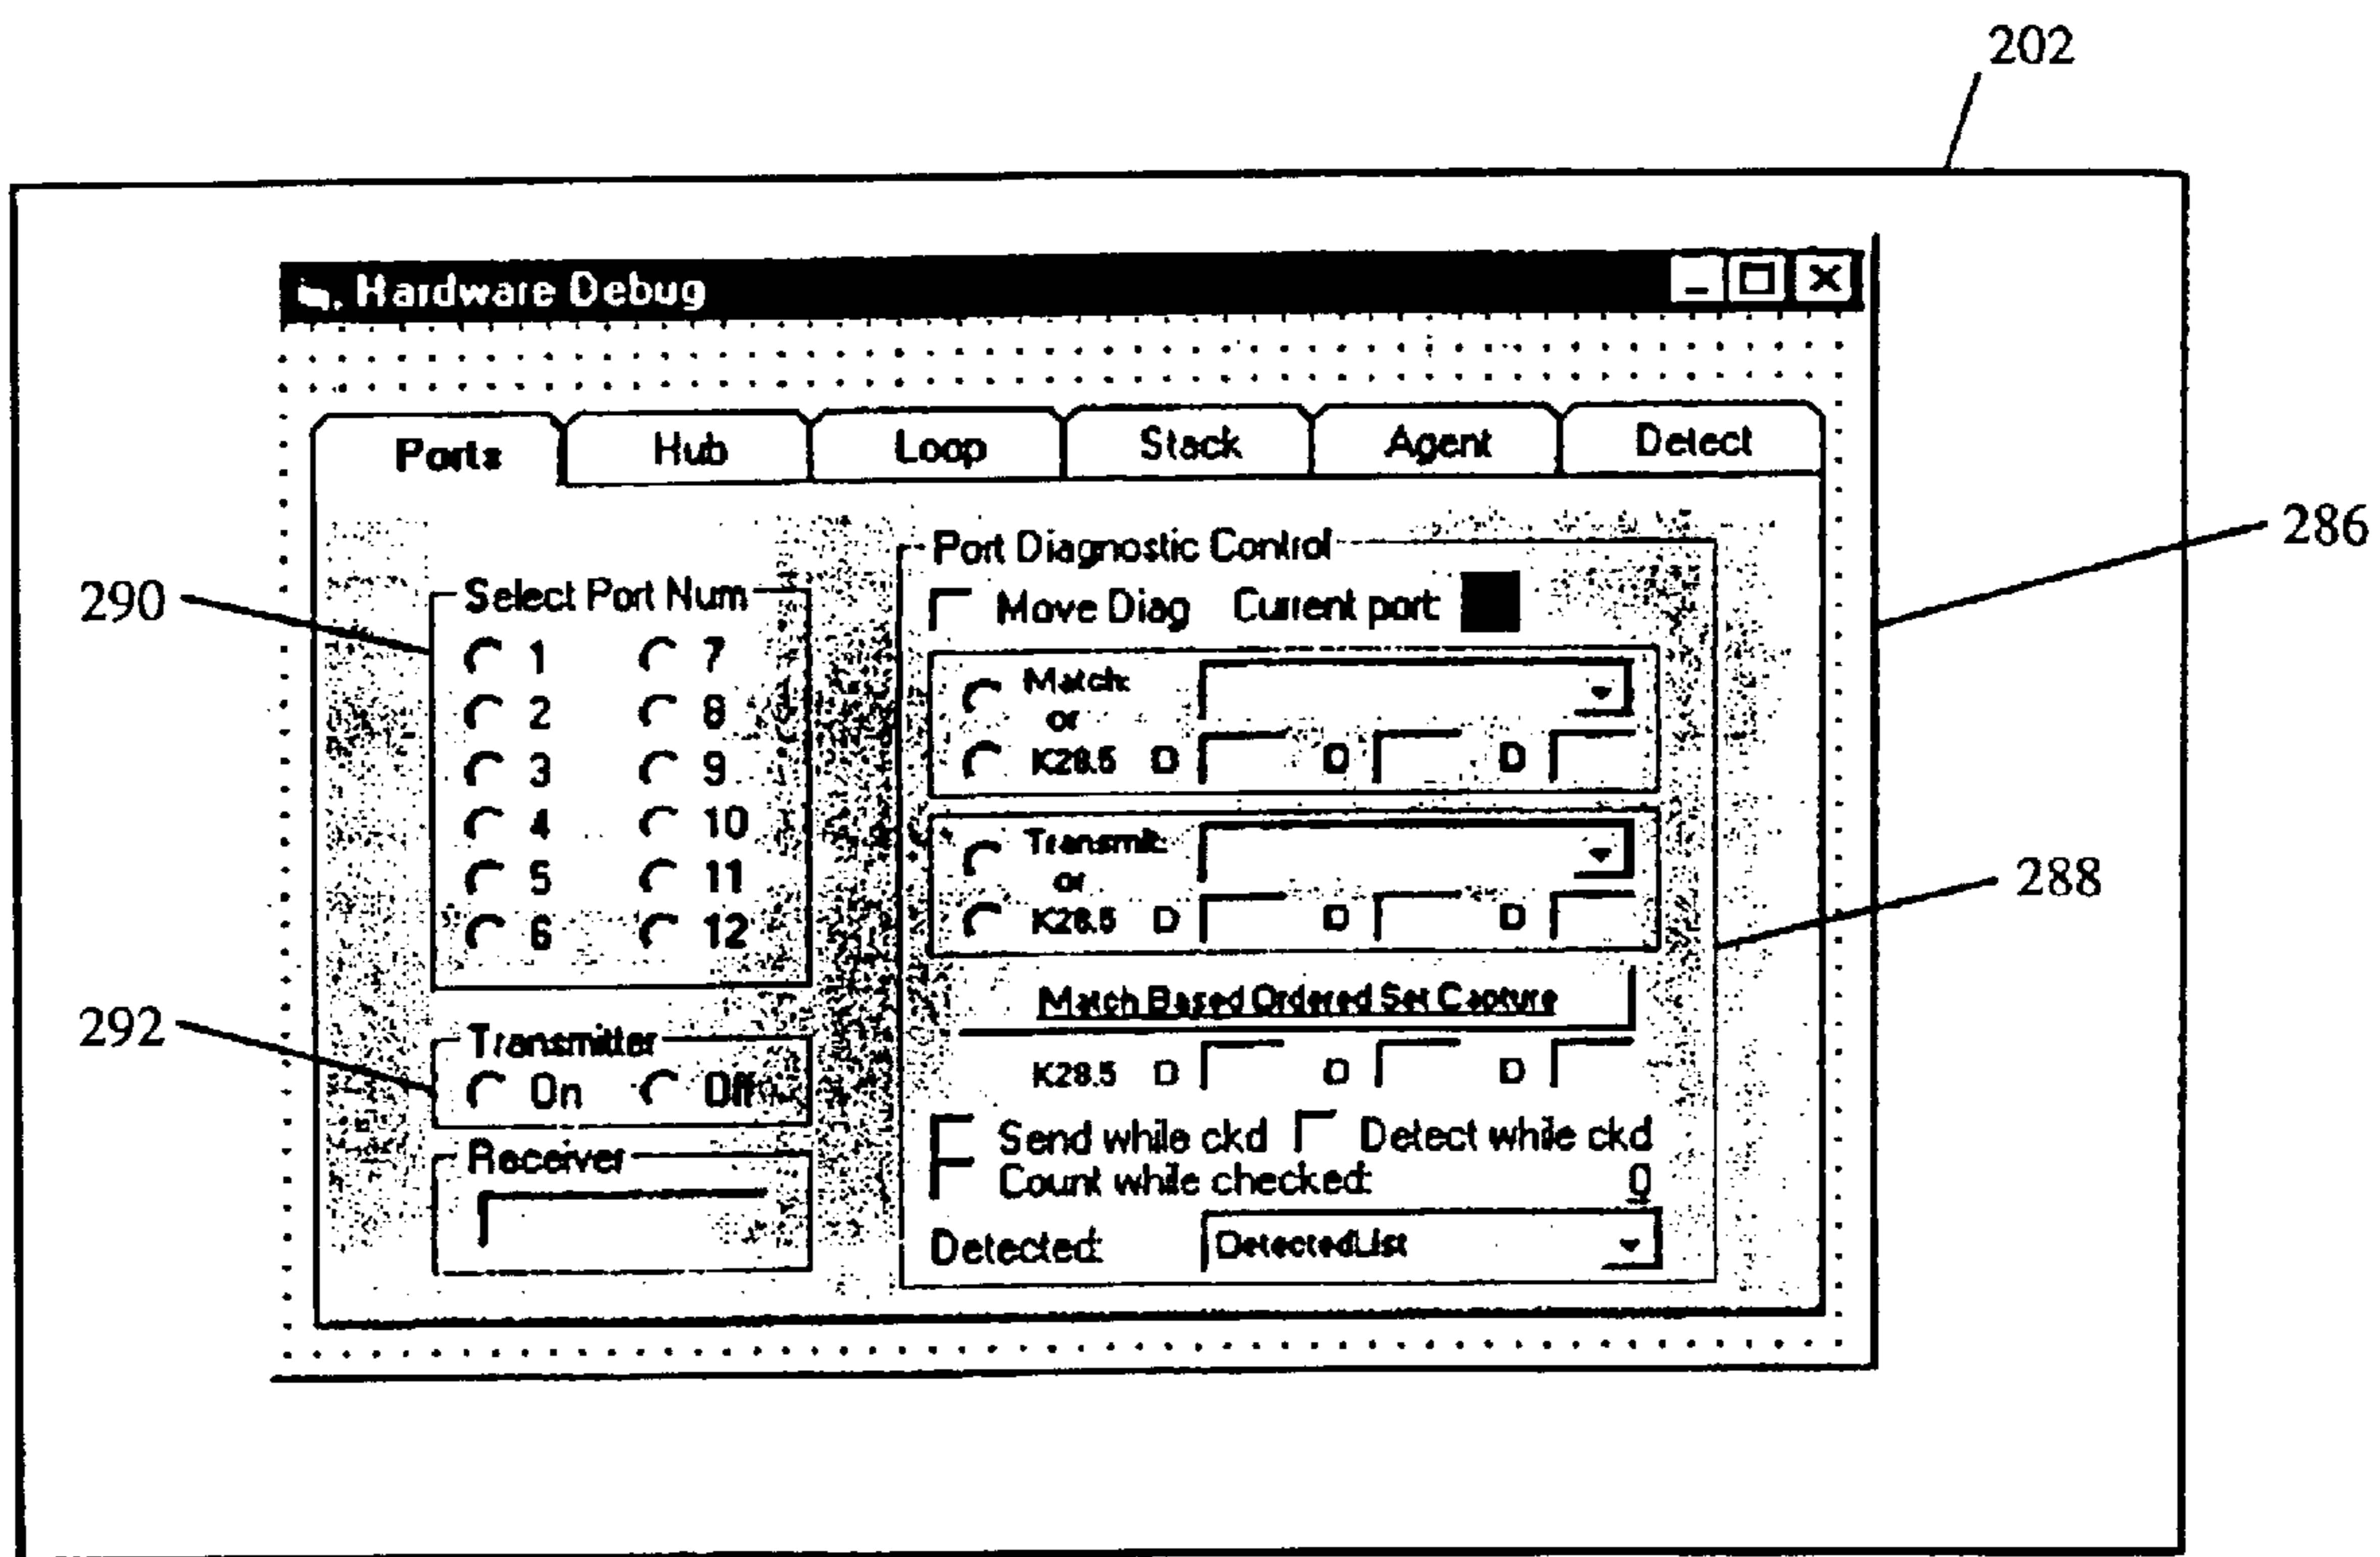 202
Hardware Debug
Ports Hub Loop Stack Agent Detect
286
290
Select Port Num
1 7
2 8
3 9
4 10
5 11
6 12
292
Transmitter
On Off
Receiver
Port Diagnostic Control
Move Diag Current port:
Match:
or
K28.5 D D D
Transmit:
or
K28.5 D D D
288
Match Based Ordered Set Capture
K28.5 D D D
Send while ckd Detect while ckd
Count while checked: 0
Detected: DetectedList